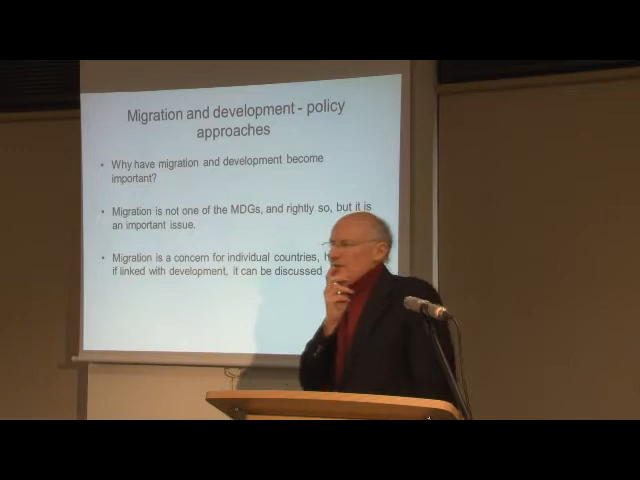 Migration and development - policy
approaches
• Why have migration and development become
important?
• Migration is not one of the MDGs, and rightly so, but it is
an important issue.
• Migration is a concern for individual countries,
if linked with development, it can be discussed